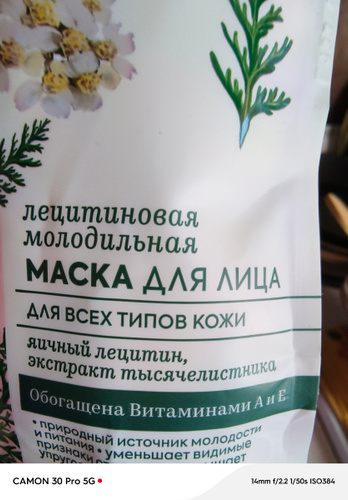 лецитиновая
молодильная
МАСКА ДЛЯ ЛИЦА
ДЛЯ ВСЕХ ТИПОВ КОЖИ
яичный лецитин,
экстракт тысячелистника
Обогащена Витаминами А и Е
• природный источник молодости
и питания • уменьшает видимые
признаки
CAMON 30 Pro 5G
14mm f/2.2 1/50s ISO384